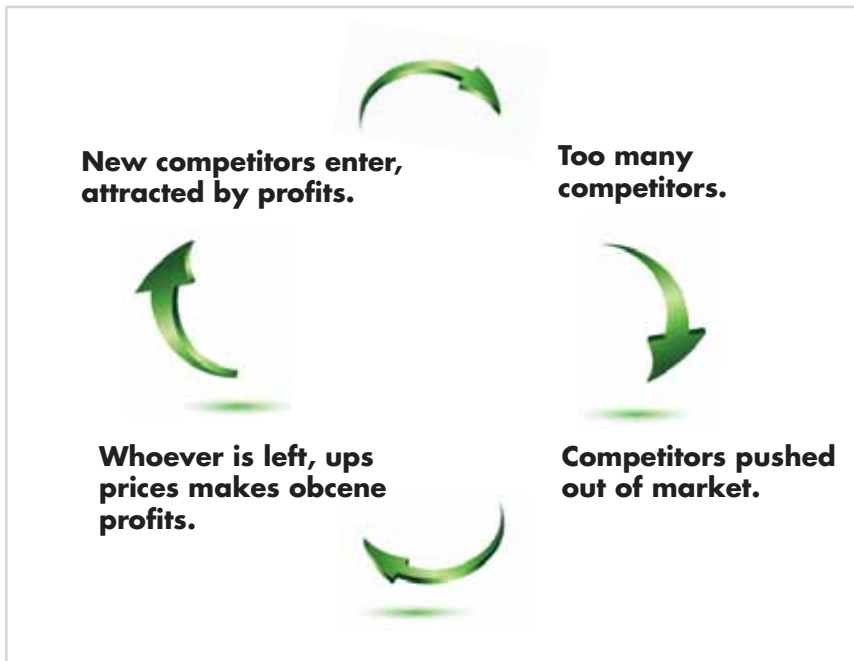 New competitors enter,
attracted by profits.
Too many
competitors.
Competitors pushed
out of market.
Whoever is left, ups
prices makes obcene
profits.